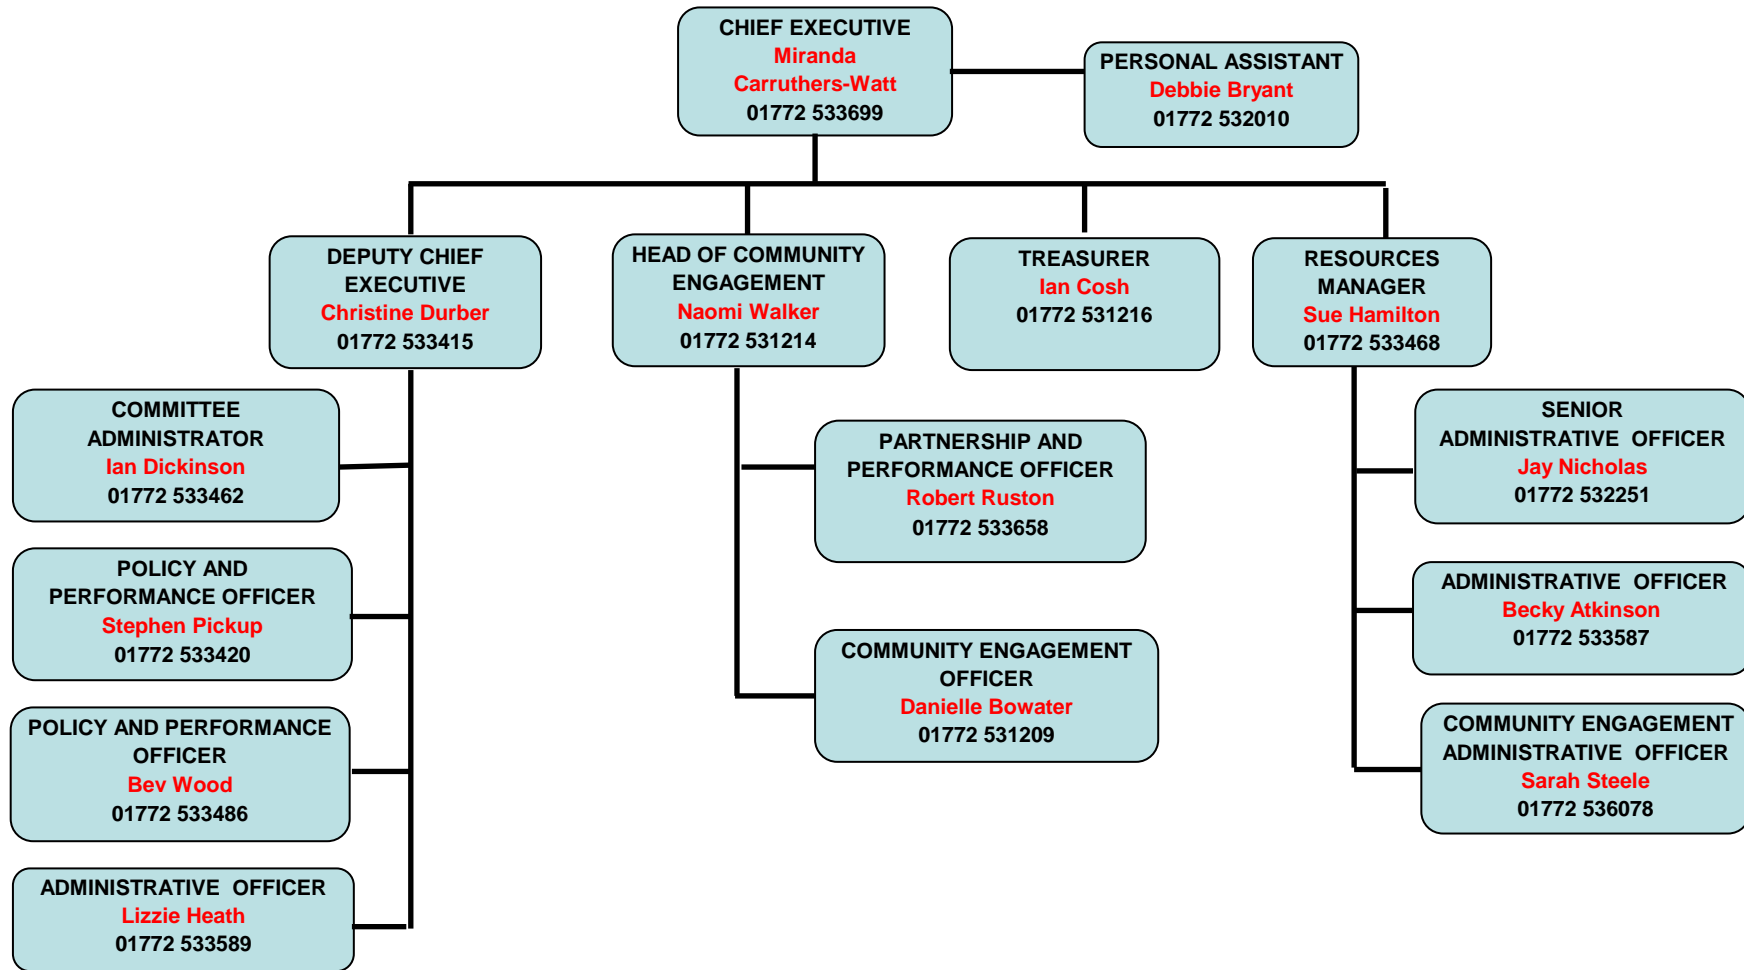 CHIEF EXECUTIVE
Miranda
Carruthers-Watt
01772 533699
PERSONAL ASSISTANT
Debbie Bryant
01772 532010
DEPUTY CHIEF
EXECUTIVE
Christine Durber
01772 533415
HEAD OF COMMUNITY
ENGAGEMENT
Naomi Walker
01772 531214
TREASURER
Ian Cosh
01772 531216
RESOURCES
MANAGER
Sue Hamilton
01772 533468
COMMITTEE
ADMINISTRATOR
Ian Dickinson
01772 533462
POLICY AND
PERFORMANCE OFFICER
Stephen Pickup
01772 533420
POLICY AND PERFORMANCE
OFFICER
Bev Wood
01772 533486
ADMINISTRATIVE OFFICER
Lizzie Heath
01772 533589
PARTNERSHIP AND
PERFORMANCE OFFICER
Robert Ruston
01772 533658
COMMUNITY ENGAGEMENT
OFFICER
Danielle Bowater
01772 531209
SENIOR
ADMINISTRATIVE OFFICER
Jay Nicholas
01772 532251
ADMINISTRATIVE OFFICER
Becky Atkinson
01772 533587
COMMUNITY ENGAGEMENT
ADMINISTRATIVE OFFICER
Sarah Steele
01772 536078